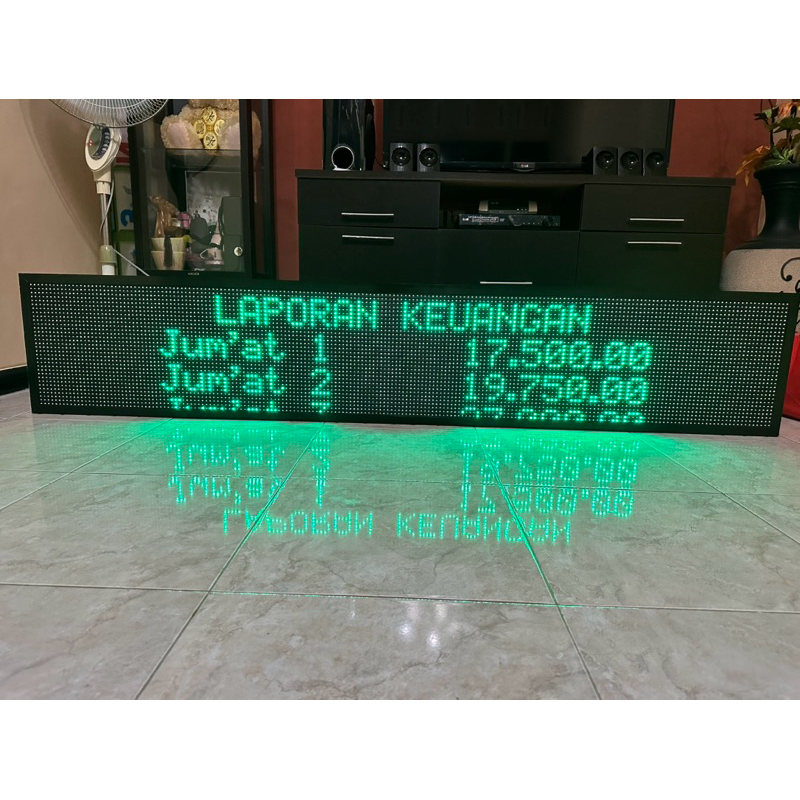 LAPORAN KEUANGAN
Jum'at 1 17.500.00
Jum'at 2 19.750.00